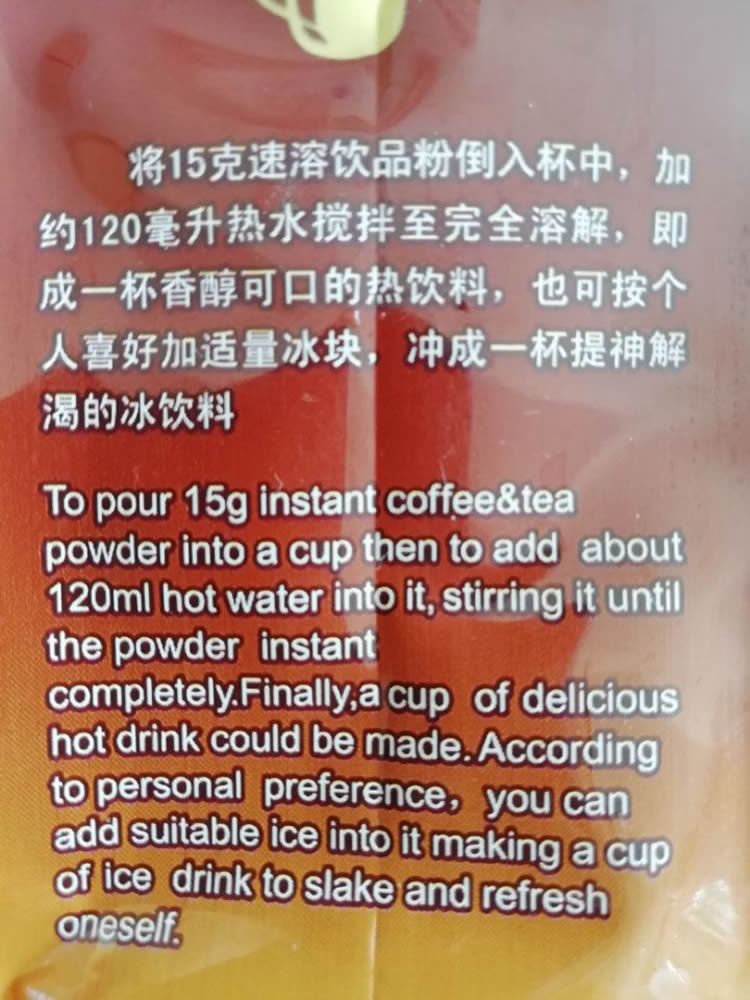 将15克速溶饮品粉倒入杯中，加
约120毫升热水搅拌至完全溶解，即
成一杯香醇可口的热饮料，也可按个
人喜好加适量冰块，冲成一杯提神解
渴的冰饮料
To pour 15g instant coffee&tea
powder into a cup then to add about
120ml hot water into it, stirring it until
the powder instant
completely.Finally,a cup of delicious
hot drink could be made. According
to personal preference，you can
add suitable ice into it making a cup
of ice drink to slake and refresh
oneself.